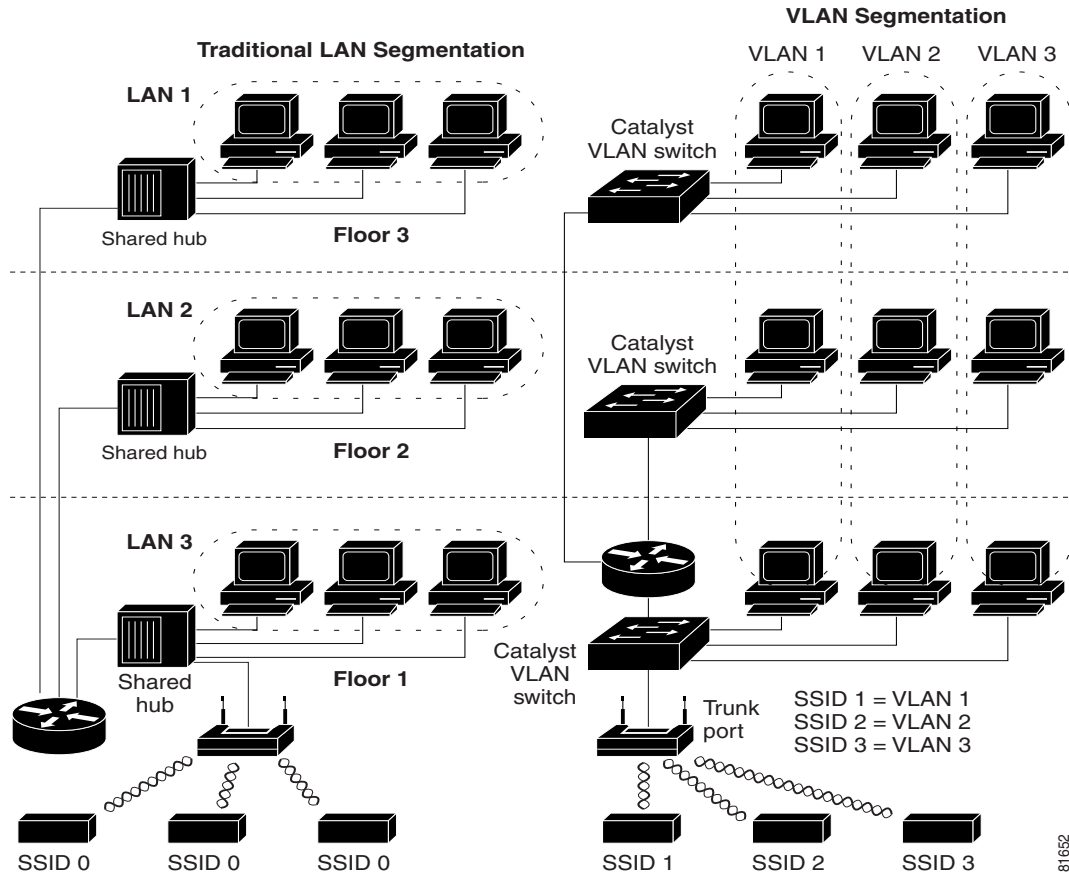 VLAN Segmentation
Traditional LAN Segmentation
VLAN 1
VLAN 2
VLAN 3
LAN 1
Catalyst
VLAN switch
Shared hub
Floor 3
LAN 2
Catalyst
VLAN switch
Shared hub
Floor 2
LAN 3
Catalyst
VLAN
switch
Shared
hub
Floor 1
Trunk
port
SSID 1 = VLAN 1
SSID 2 = VLAN 2
SSID 3 = VLAN 3
SSID 0
SSID 0
SSID 0
SSID 1
SSID 2
SSID 3
81652